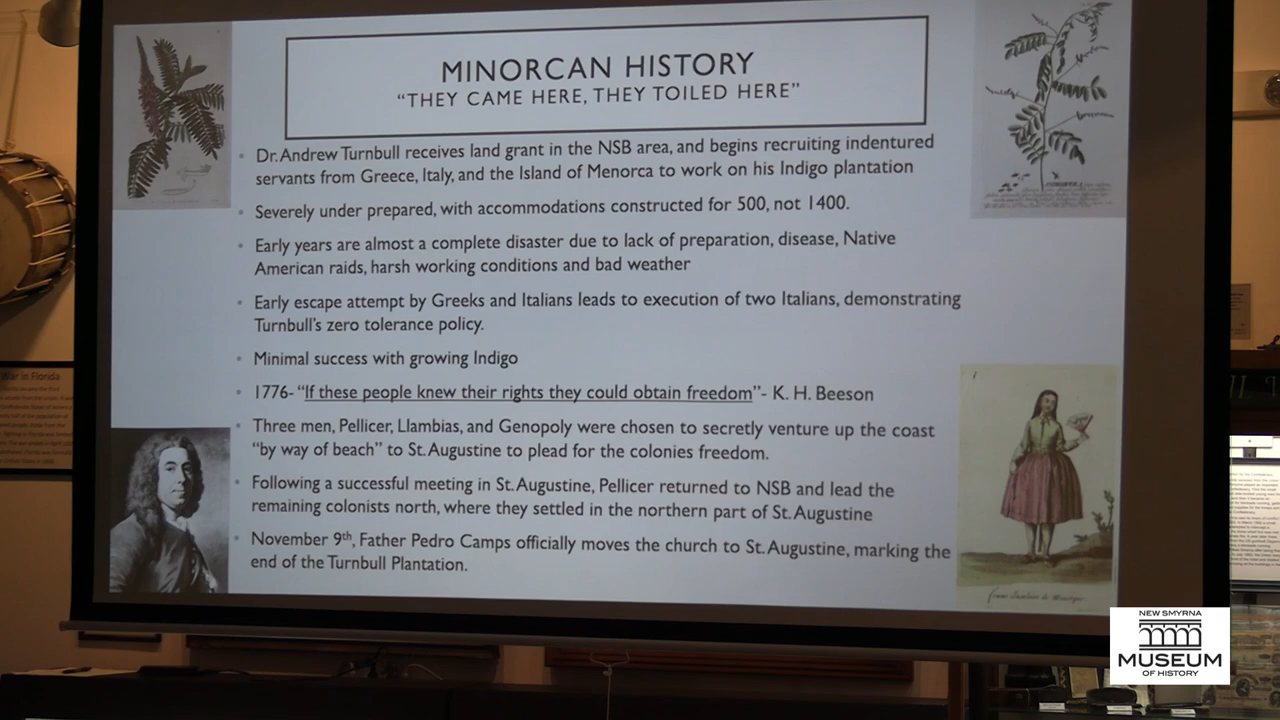 MINORCAN HISTORY
"THEY CAME HERE, THEY TOILED HERE"
• Dr. Andrew Turnbull receives land grant in the NSB area, and begins recruiting indentured
servants from Greece, Italy, and the Island of Menorca to work on his Indigo plantation
• Severely under prepared, with accommodations constructed for 500, not 1400.
• Early years are almost a complete disaster due to lack of preparation, disease, Native
American raids, harsh working conditions and bad weather
• Early escape attempt by Greeks and Italians leads to execution of two Italians, demonstrating
Turnbull's zero tolerance policy.
• Minimal success with growing Indigo
• 1776- "If these people knew their rights they could obtain freedom"- K. H. Beeson
• Three men, Pellicer, Llambias, and Genopoly were chosen to secretly venture up the coast
"by way of beach" to St. Augustine to plead for the colonies freedom.
• Following a successful meeting in St. Augustine, Pellicer returned to NSB and lead the
remaining colonists north, where they settled in the northern part of St. Augustine
• November 9th, Father Pedro Camps officially moves the church to St. Augustine, marking the
end of the Turnbull Plantation.
War in Florida
NEW SMYRNA
MUSEUM
OF HISTORY